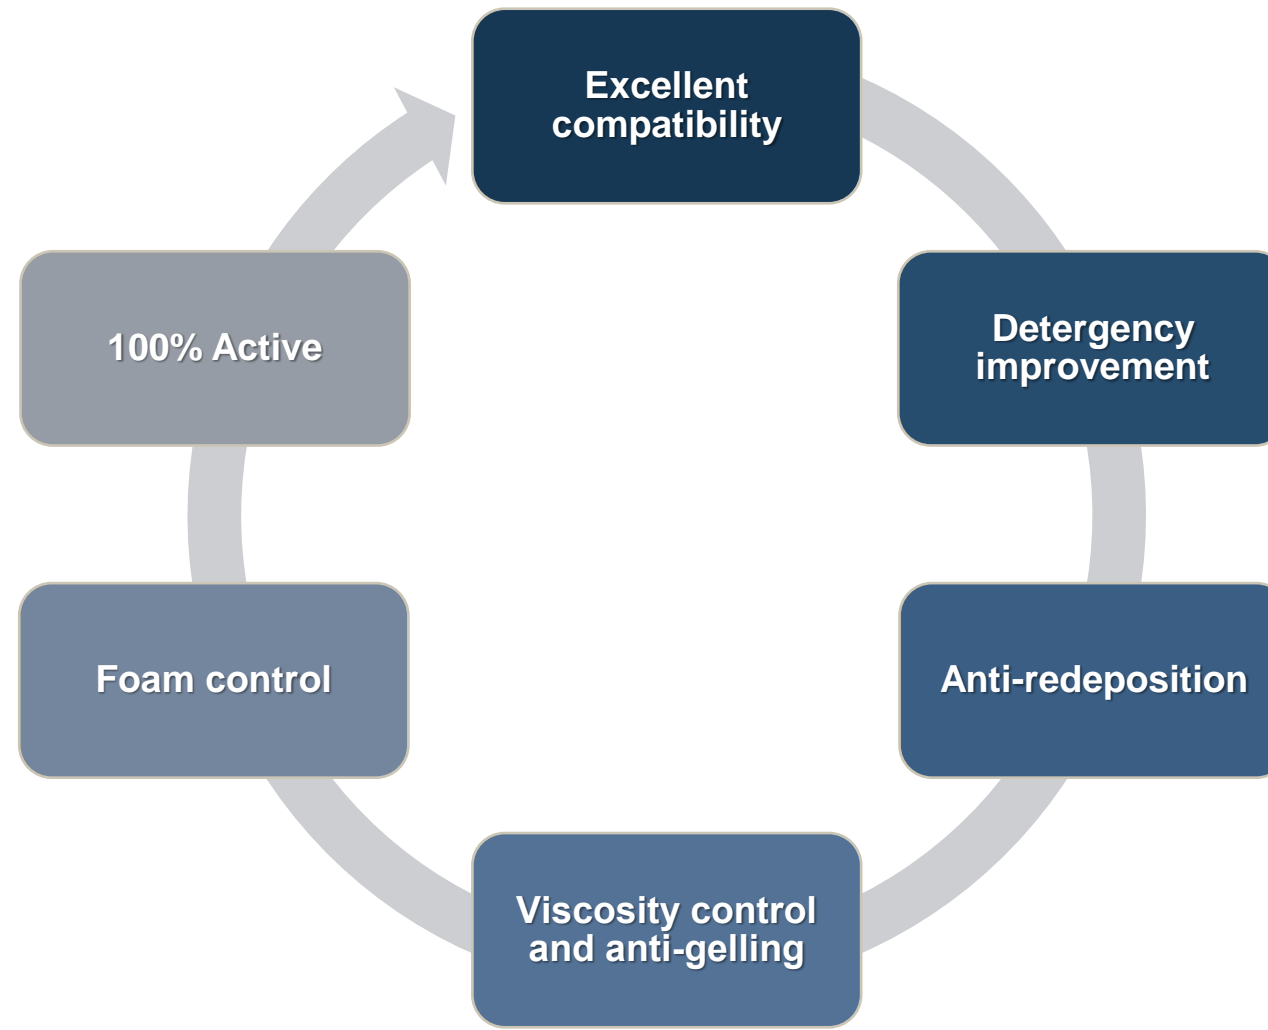 Excellent
compatibility
Detergency
improvement
Anti-redeposition
Viscosity control
and anti-gelling
Foam control
100% Active